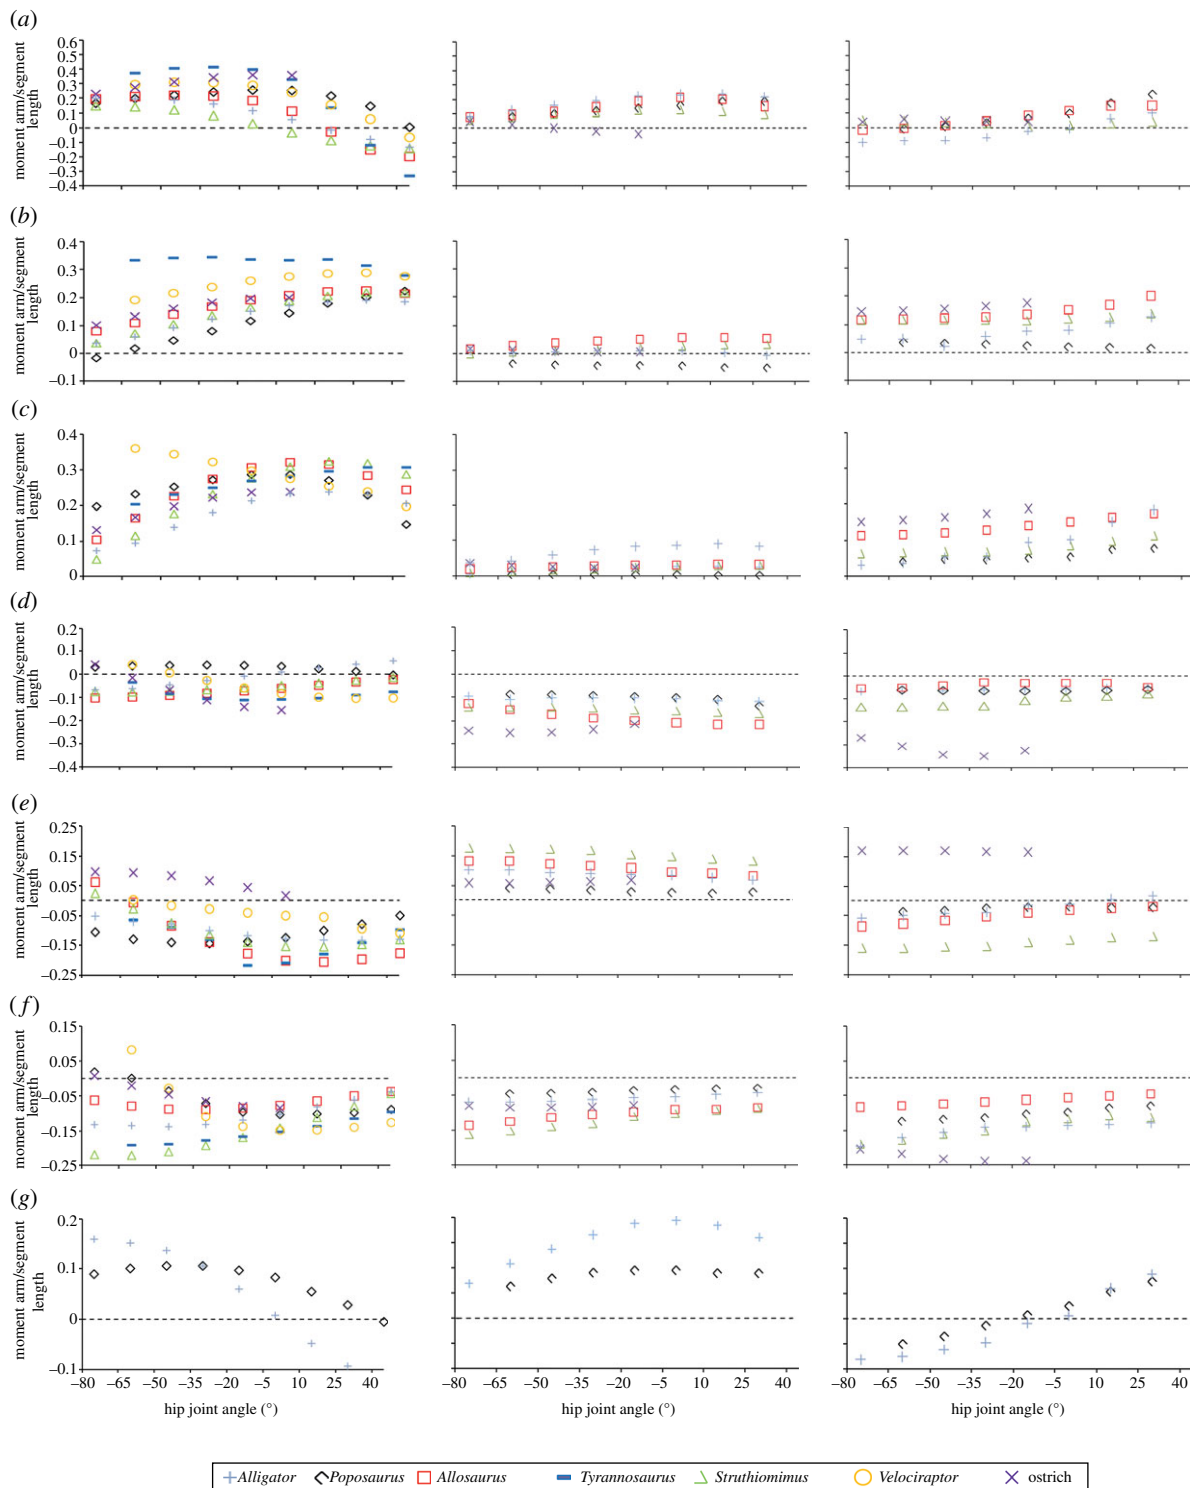 (a)
moment arm/segment
length
0.6
0.5
0.4
0.3
0.2
0.1
0
–0.1
–0.2
–0.3
–0.4
(b)
moment arm/segment
length
0.4
0.3
0.2
0.1
0
–0.1
(c)
moment arm/segment
length
0.4
0.3
0.2
0.1
0
(d)
moment arm/segment
length
0.2
0.1
0
–0.1
–0.2
–0.3
–0.4
(e)
moment arm/segment
length
0.25
0.15
0.05
–0.05
–0.15
–0.25
(f)
moment arm/segment
length
0.15
0.05
–0.05
–0.15
–0.25
(g)
moment arm/segment
length
0.2
0.1
0
–0.1
–80 –65 –50 –35 –20 –5 10 25 40
–80 –65 –50 –35 –20 –5 10 25 40
–80 –65 –50 –35 –20 –5 10 25 40
hip joint angle (°)
hip joint angle (°)
hip joint angle (°)
Alligator Poposaurus Allosaurus Tyrannosaurus Struthiomimus Velociraptor ostrich